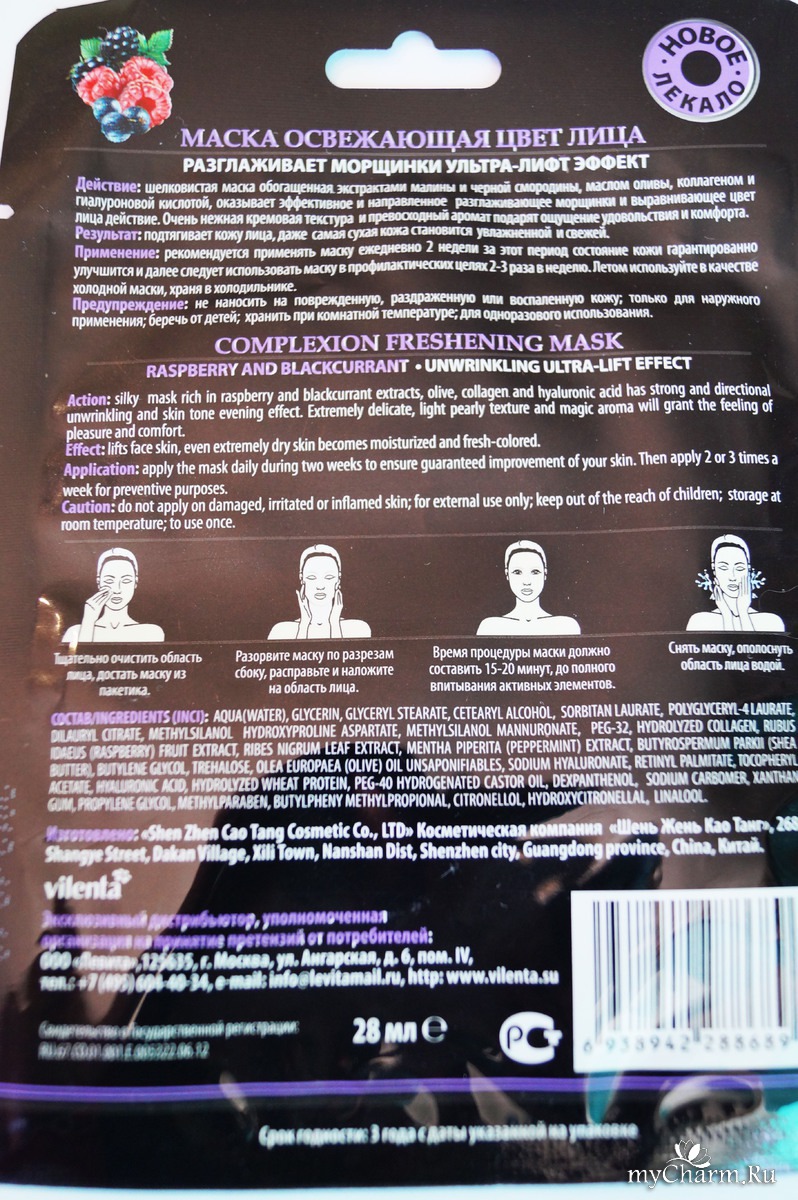 НОВОЕ ЛЕКАЛО
МАСКА ОСВЕЖАЮЩАЯ ЦВЕТ ЛИЦА
РАЗГЛАЖИВАЕТ МОРЩИНКИ УЛЬТРА-ЛИФТ ЭФФЕКТ
Действие: шелковистая маска обогащенная экстрактами малины и черной смородины, маслом оливы, коллагеном и
гиалуроновой кислотой, оказывает эффективное и направленное разглаживающее морщинки и выравнивающее цвет
лица действие. Очень нежная кремовая текстура и превосходный аромат подарят ощущение удовольствия и комфорта.
Результат: подтягивает кожу лица, даже самая сухая кожа становится увлажненной и свежей.
Применение: рекомендуется применять маску ежедневно 2 недели за этот период состояние кожи гарантированно
улучшится и далее следует использовать маску в профилактических целях 2-3 раза в неделю. Летом используйте в качестве
холодной маски, храня в холодильнике.
Предупреждение: не наносить на поврежденную, раздраженную или воспаленную кожу; только для наружного
применения; беречь от детей; хранить при комнатной температуре; для одноразового использования.
COMPLEXION FRESHENING MASK
RASPBERRY AND BLACKCURRANT • UNWRINKLING ULTRA-LIFT EFFECT
Action: silky mask rich in raspberry and blackcurrant extracts, olive, collagen and hyaluronic acid has strong and directional
unwrinkling and skin tone evening effect. Extremely delicate, light pearly texture and magic aroma will grant the feeling of
pleasure and comfort.
Effect: lifts face skin, even extremely dry skin becomes moisturized and fresh-colored.
Application: apply the mask daily during two weeks to ensure guaranteed improvement of your skin. Then apply 2 or 3 times a
week for preventive purposes.
Caution: do not apply on damaged, irritated or inflamed skin; for external use only; keep out of the reach of children; storage at
room temperature; to use once.
Тщательно очистить область
лица, достать маску из
пакетика.
Разорвите маску по разрезам
сбоку, расправьте и наложите
на область лица.
Время процедуры маски должно
составить 15-20 минут, до полного
впитывания активных элементов.
Снять маску, ополоснуть
область лица водой.
СОСТАВ/INGREDIENTS (INCI): AQUA(WATER), GLYCERIN, GLYCERYL STEARATE, CETEARYL ALCOHOL, SORBITAN LAURATE, POLYGLYCERYL-4 LAURATE,
DILAURYL CITRATE, METHYLSILANOL HYDROXYPROLINE ASPARTATE, METHYLSILANOL MANNURONATE, PEG-32, HYDROLYZED COLLAGEN, RUBUS
IDAEUS (RASPBERRY) FRUIT EXTRACT, RIBES NIGRUM LEAF EXTRACT, MENTHA PIPERITA (PEPPERMINT) EXTRACT, BUTYROSPERMUM PARKII (SHEA
BUTTER), BUTYLENE GLYCOL, TREHALOSE, OLEA EUROPAEA (OLIVE) OIL UNSAPONIFIABLES, SODIUM HYALURONATE, RETINYL PALMITATE, TOCOPHERYL
ACETATE, HYALURONIC ACID, HYDROLYZED WHEAT PROTEIN, PEG-40 HYDROGENATED CASTOR OIL, DEXPANTHENOL, SODIUM CARBOMER, XANTHAN
GUM, PROPYLENE GLYCOL, METHYLPARABEN, BUTYLPHENY METHYLPROPIONAL, CITRONELLOL, HYDROXYCITRONELLAL, LINALOOL.
Изготовлено: «Shen Zhen Cao Tang Cosmetic Co., LTD» Косметическая компания «Шень Жень Као Танг», 268
Shangye Street, Dakan Village, Xili Town, Nanshan Dist, Shenzhen city, Guangdong province, China, Китай.
vilenta
Эксклюзивный дистрибьютор, уполномоченная
организация на принятие претензий от потребителей:
ООО «Левита», 125635, г. Москва, ул. Ангарская, д. 6, пом. IV,
тел.: +7 (495) 604-40-34, e-mail: info@levitamail.ru, http: www.vilenta.su
Свидетельство о государственной регистрации:
28 мл e
РС
6 938942 288689
Срок годности: 3 года с даты указанной на упаковке
myCharm.Ru